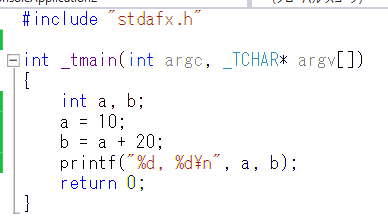 #include "stdafx.h"
int _tmain(int argc, _TCHAR* argv[])
{
int a, b;
a = 10;
b = a + 20;
printf("%d, %d¥n", a, b);
return 0;
}